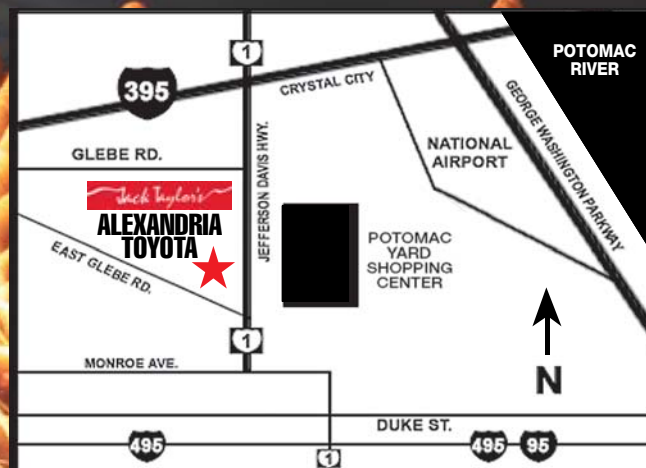 1
POTOMAC
RIVER
395
CRYSTAL CITY
GEORGE WASHINGTON PARKWAY
GLEBE RD.
NATIONAL
AIRPORT
Jack Taylor's
ALEXANDRIA
TOYOTA
JEFFERSON DAVIS HWY.
EAST GLEBE RD.
POTOMAC
YARD
SHOPPING
CENTER
1
MONROE AVE.
N
DUKE ST.
495
1
495
95